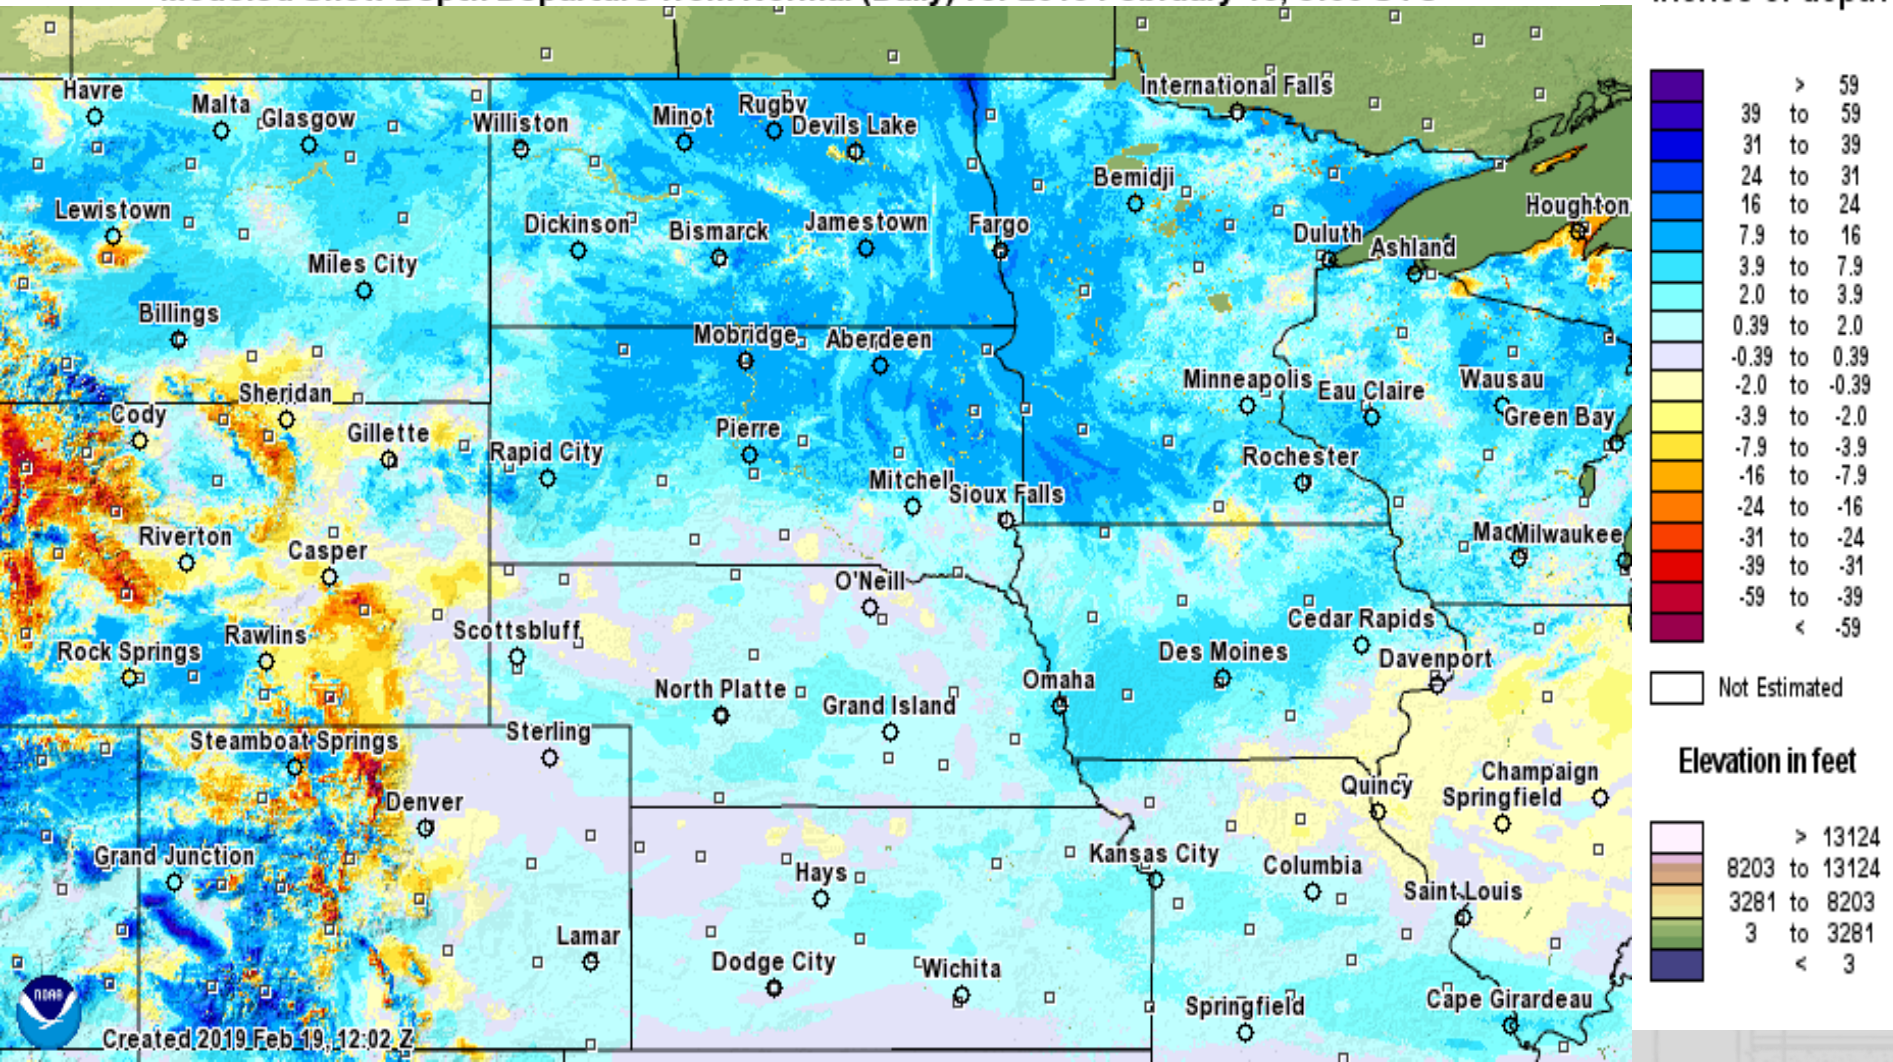 Havre
Malta
Glasgow
Williston
Minot
Rugby
Devils Lake
International Falls
Bemidji
Lewistown
Dickinson
Bismarck
Jamestown
Fargo
Duluth
Ashland
Houghton
Miles City
Billings
Mobridge
Aberdeen
Minneapolis
Eau Claire
Wausau
Green Bay
Sheridan
Cody
Gillette
Rapid City
Pierre
Mitchell
Sioux Falls
Rochester
Mad
Milwaukee
Riverton
Casper
O'Neill
Rock Springs
Rawlins
Scottsbluff
Cedar Rapids
Des Moines
Davenport
North Platte
Grand Island
Omaha
Steamboat Springs
Sterling
Denver
Quincy
Champaign
Springfield
Grand Junction
Hays
Kansas City
Columbia
Saint Louis
Lamar
Dodge City
Wichita
Springfield
Cape Girardeau
NOAA
Created 2019 Feb 19, 12:02 Z
> 59
39 to 59
31 to 39
24 to 31
16 to 24
7.9 to 16
3.9 to 7.9
2.0 to 3.9
0.39 to 2.0
-0.39 to 0.39
-2.0 to -0.39
-3.9 to -2.0
-7.9 to -3.9
-16 to -7.9
-24 to -16
-31 to -24
-39 to -31
-59 to -39
< -59
Not Estimated
Elevation in feet
> 13124
8203 to 13124
3281 to 8203
3 to 3281
< 3